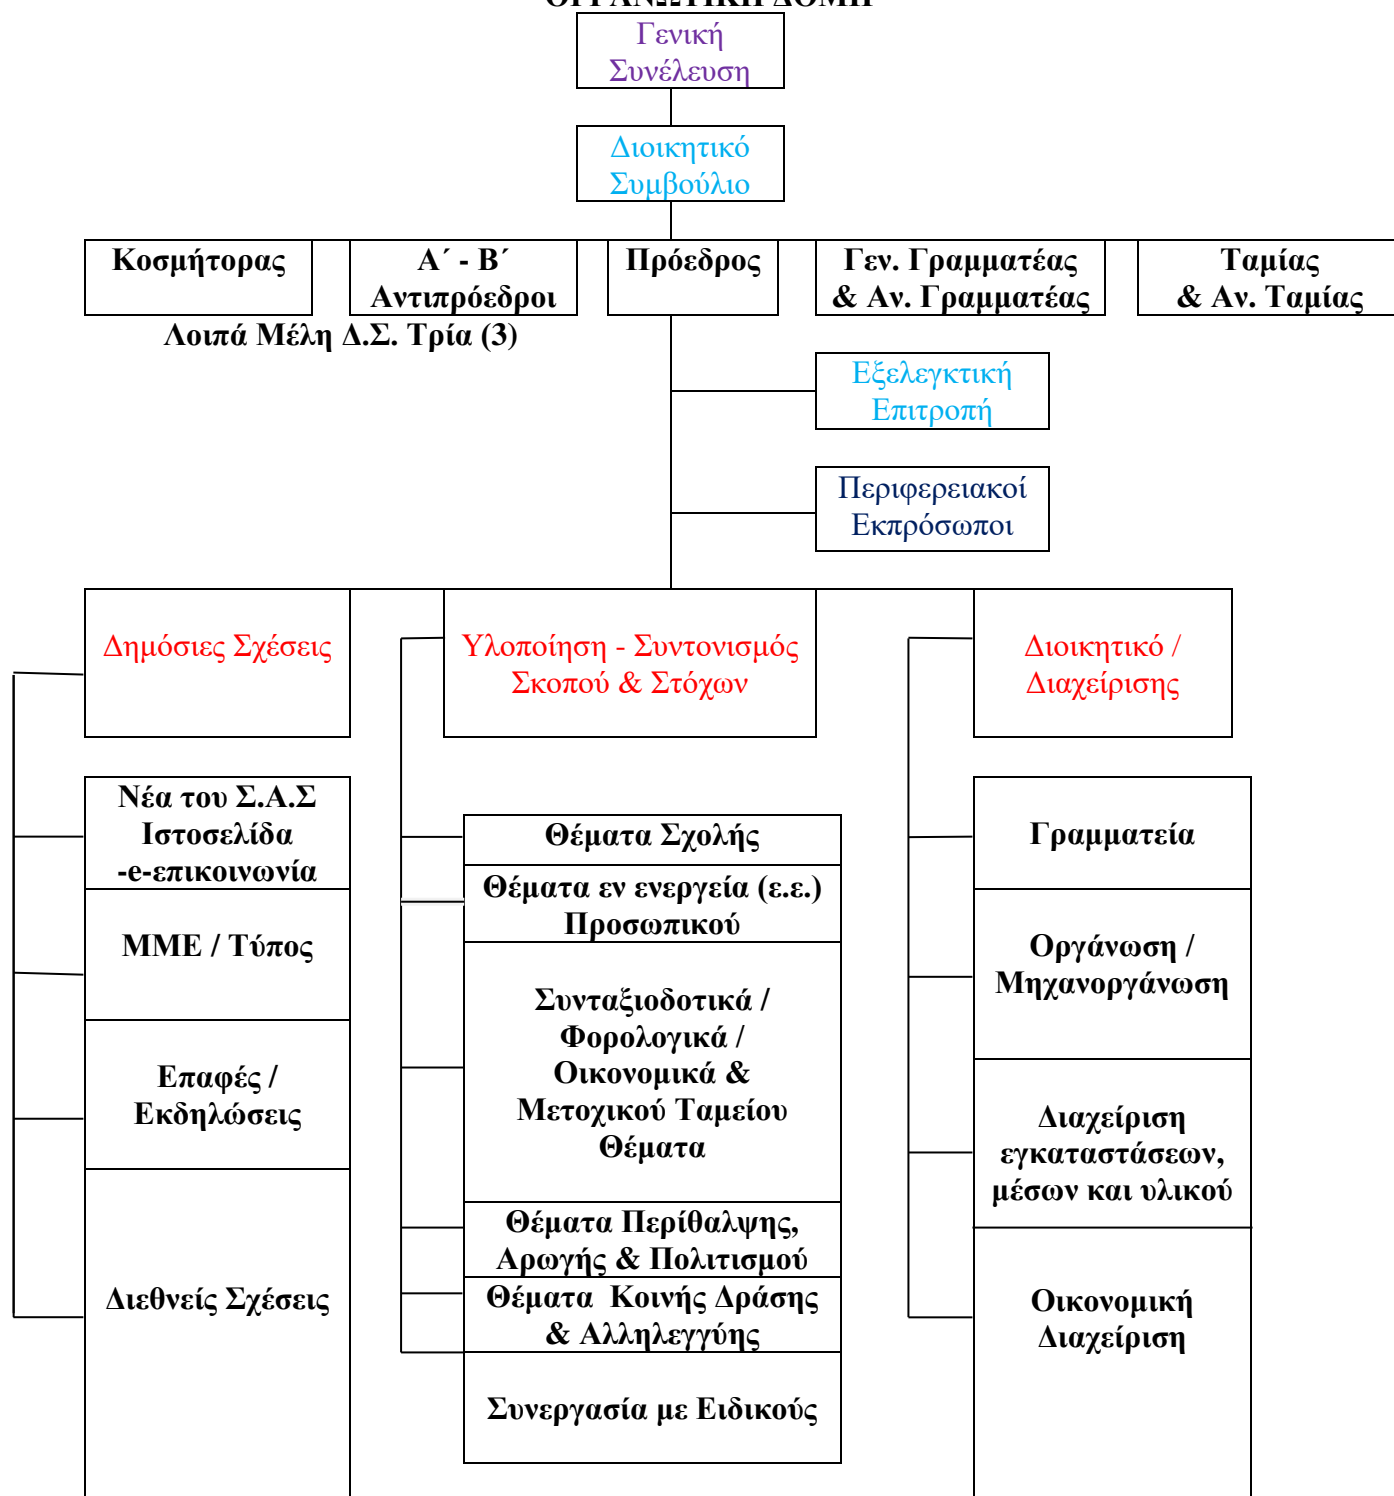 ΟΡΓΑΝΩΤΙΚΗ ΔΟΜΗ
Γενική
Συνέλευση
Διοικητικό
Συμβούλιο
Κοσμήτορας
Α΄ - Β΄
Αντιπρόεδροι
Πρόεδρος
Γεν. Γραμματέας
& Αν. Γραμματέας
Ταμίας
& Αν. Ταμίας
Λοιπά Μέλη Δ.Σ. Τρία (3)
Εξελεγκτική
Επιτροπή
Περιφερειακοί
Εκπρόσωποι
Δημόσιες Σχέσεις
Υλοποίηση - Συντονισμός
Σκοπού & Στόχων
Διοικητικό /
Διαχείρισης
Νέα του Σ.Α.Σ
Ιστοσελίδα
-e-επικοινωνία
ΜΜΕ / Τύπος
Επαφές /
Εκδηλώσεις
Διεθνείς Σχέσεις
Θέματα Σχολής
Θέματα εν ενεργεία (ε.ε.)
Προσωπικού
Συνταξιοδοτικά /
Φορολογικά /
Οικονομικά &
Μετοχικού Ταμείου
Θέματα
Θέματα Περίθαλψης,
Αρωγής & Πολιτισμού
Θέματα  Κοινής Δράσης
& Αλληλεγγύης
Συνεργασία με Ειδικούς
Γραμματεία
Οργάνωση /
Μηχανοργάνωση
Διαχείριση
εγκαταστάσεων,
μέσων και υλικού
Οικονομική
Διαχείριση